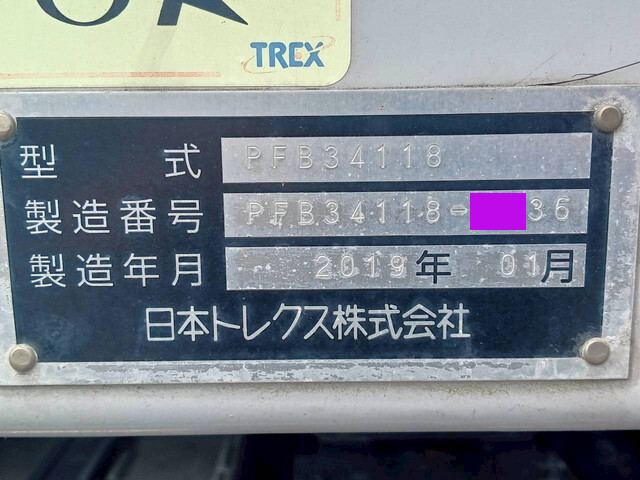 TREX
型式 PFB34118
製造番号 PFB34118-36
製造年月 2019年01月
日本トレクス株式会社